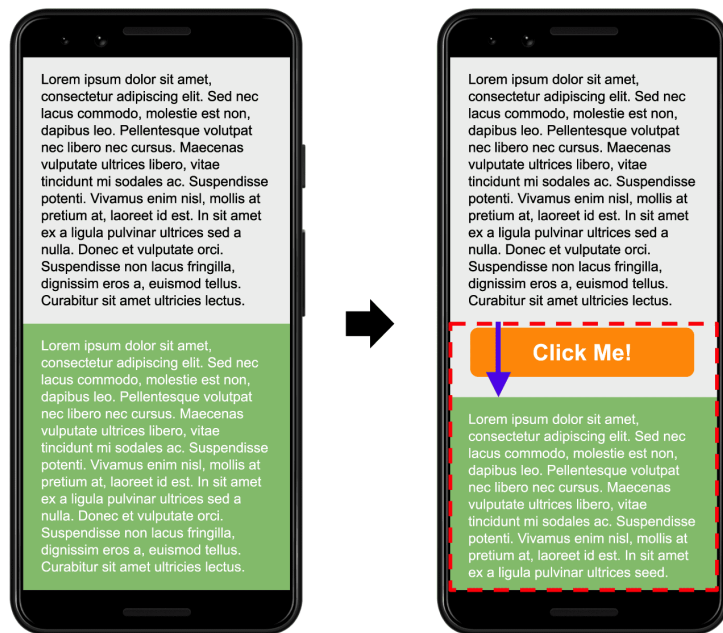 Lorem ipsum dolor sit amet,
consectetur adipiscing elit. Sed nec
lacus commodo, molestie est non,
dapibus leo. Pellentesque volutpat
nec libero nec cursus. Maecenas
vulputate ultrices libero, vitae
tincidunt mi sodales ac. Suspendisse
potenti. Vivamus enim nisl, mollis at
pretium at, laoreet id est. In sit amet
ex a ligula pulvinar ultrices sed a
nulla. Donec et vulputate orci.
Suspendisse non lacus fringilla,
dignissim eros a, euismod tellus.
Curabitur sit amet ultricies lectus.
Lorem ipsum dolor sit amet,
consectetur adipiscing elit. Sed nec
lacus commodo, molestie est non,
dapibus leo. Pellentesque volutpat
nec libero nec cursus. Maecenas
vulputate ultrices libero, vitae
tincidunt mi sodales ac. Suspendisse
potenti. Vivamus enim nisl, mollis at
pretium at, laoreet id est. In sit amet
ex a ligula pulvinar ultrices sed a
nulla. Donec et vulputate orci.
Suspendisse non lacus fringilla,
dignissim eros a, euismod tellus.
Curabitur sit amet ultricies lectus.
Lorem ipsum dolor sit amet,
consectetur adipiscing elit. Sed nec
lacus commodo, molestie est non,
dapibus leo. Pellentesque volutpat
nec libero nec cursus. Maecenas
vulputate ultrices libero, vitae
tincidunt mi sodales ac. Suspendisse
potenti. Vivamus enim nisl, mollis at
pretium at, laoreet id est. In sit amet
ex a ligula pulvinar ultrices sed a
nulla. Donec et vulputate orci.
Suspendisse non lacus fringilla,
dignissim eros a, euismod tellus.
Curabitur sit amet ultricies lectus.
Click Me!
Lorem ipsum dolor sit amet,
consectetur adipiscing elit. Sed nec
lacus commodo, molestie est non,
dapibus leo. Pellentesque volutpat
nec libero nec cursus. Maecenas
vulputate ultrices libero, vitae
tincidunt mi sodales ac. Suspendisse
potenti. Vivamus enim nisl, mollis at
pretium at, laoreet id est. In sit amet
ex a ligula pulvinar ultrices seed.